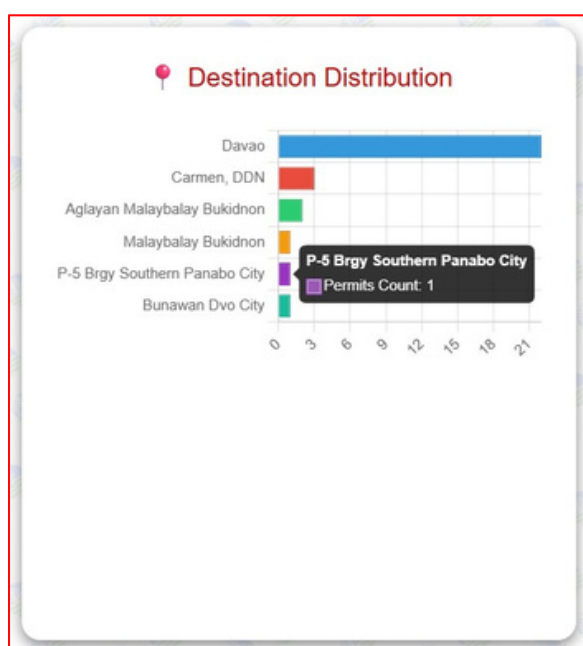 Destination Distribution
Davao
Carmen, DDN
Aglayan Malaybalay Bukidnon
Malaybalay Bukidnon
P-5 Brgy Southern Panabo City
Bunawan Dvo City
P-5 Brgy Southern Panabo City
Permits Count: 1
0 3 6 9 12 15 18 21